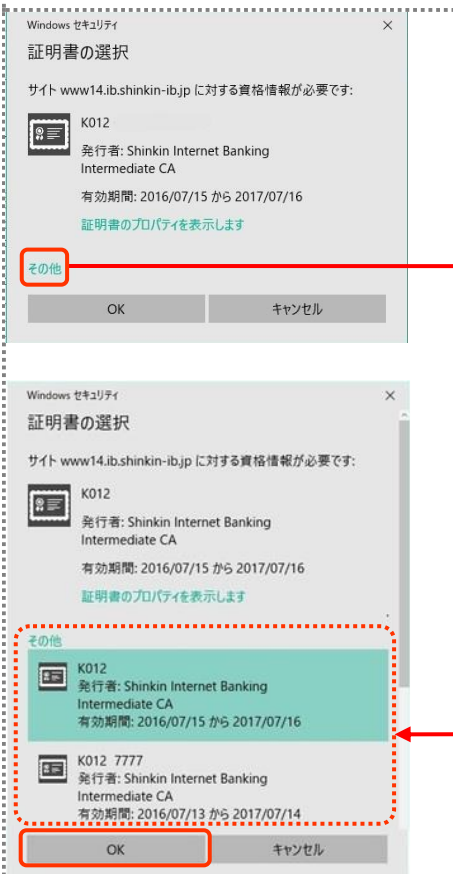 Windows セキュリティ
証明書の選択
サイト www14.ib.shinkin-ib.jp に対する資格情報が必要です:
K012
発行者: Shinkin Internet Banking
Intermediate CA
有効期間: 2016/07/15 から 2017/07/16
証明書のプロパティを表示します
その他
OK
キャンセル
Windows セキュリティ
証明書の選択
サイト www14.ib.shinkin-ib.jp に対する資格情報が必要です:
K012
発行者: Shinkin Internet Banking
Intermediate CA
有効期間: 2016/07/15 から 2017/07/16
証明書のプロパティを表示します
その他
K012
発行者: Shinkin Internet Banking
Intermediate CA
有効期間: 2016/07/15 から 2017/07/16
K012 7777
発行者: Shinkin Internet Banking
Intermediate CA
有効期間: 2016/07/13 から 2017/07/14
OK
キャンセル